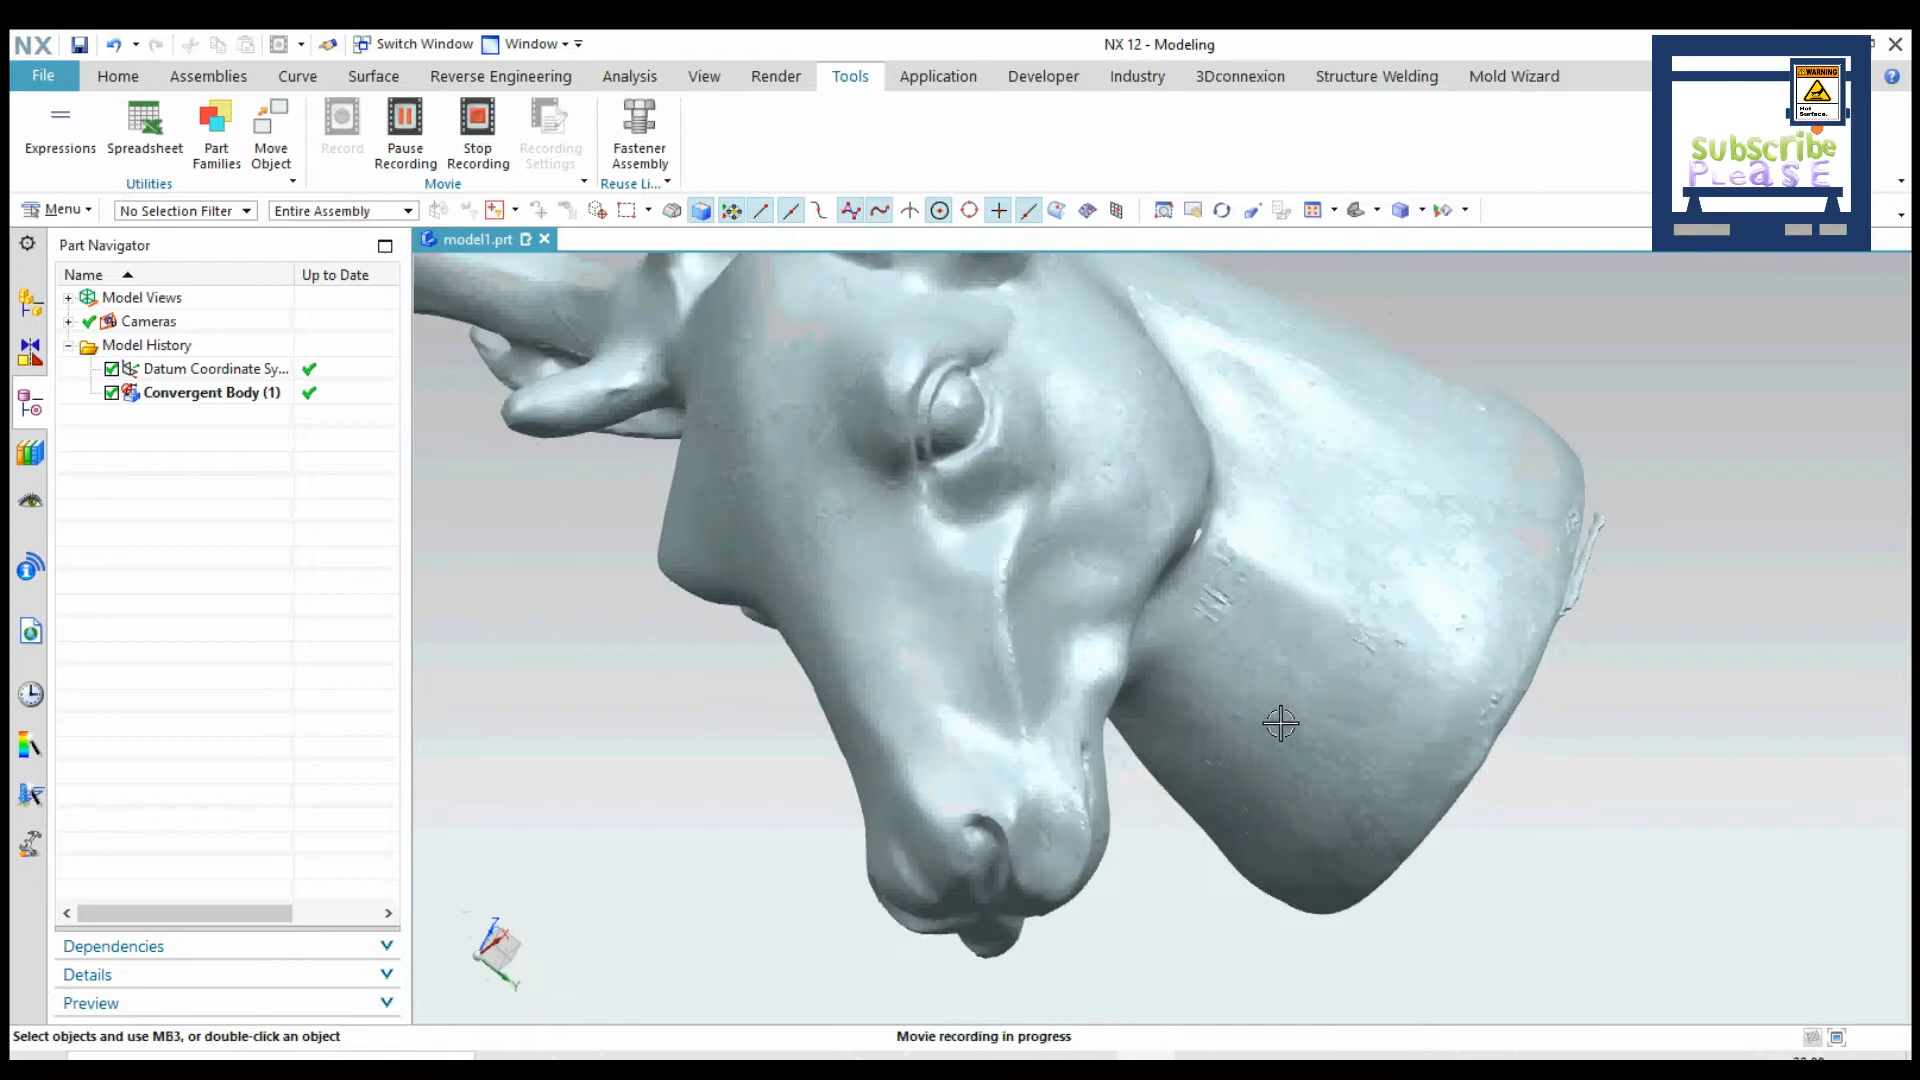 NX Switch Window Window NX 12 - Modeling
File Home Assemblies Curve Surface Reverse Engineering Analysis View Render Tools Application Developer Industry 3Dconnexion Structure Welding Mold Wizard
WARNING
Hot
Surface.
Subscribe
PLeasE
Expressions Spreadsheet Part Families Move Object Record Pause Recording Stop Recording Recording Settings Fastener Assembly
Utilities Movie Reuse Li...
Menu No Selection Filter Entire Assembly
Part Navigator
model1.prt
Name Up to Date
Model Views
Cameras
Model History
Datum Coordinate Sy...
Convergent Body (1)
Z
X
Y
Dependencies
Details
Preview
Select objects and use MB3, or double-click an object Movie recording in progress